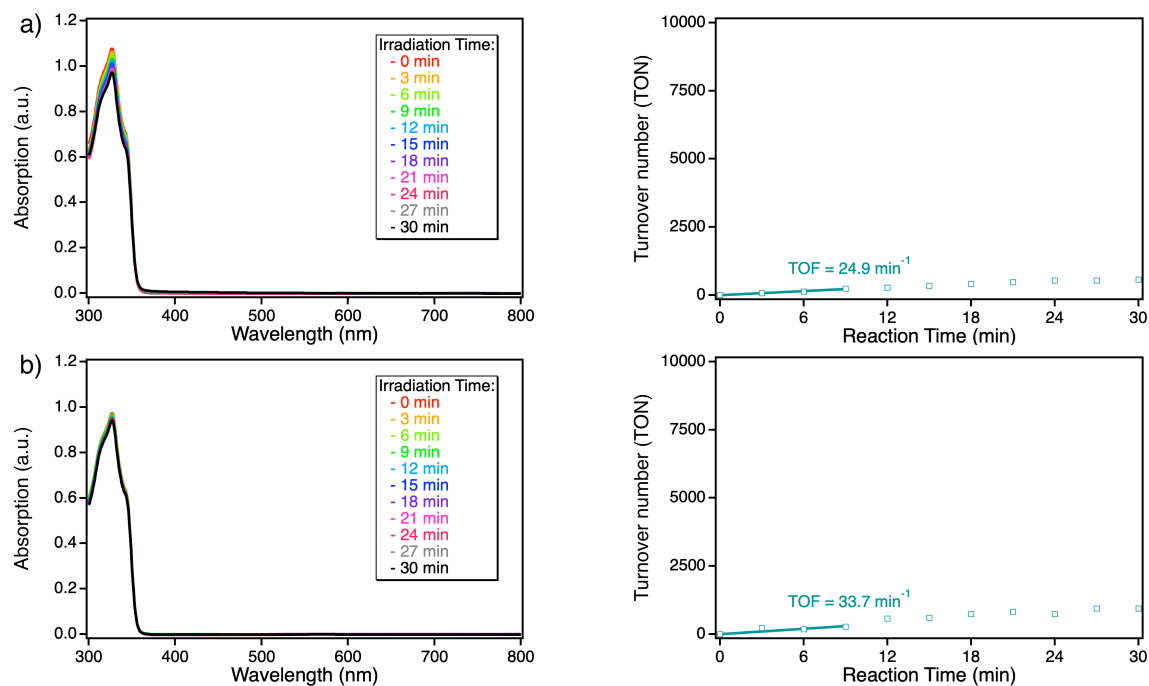 a)
1.2
1.0
0.8
0.6
0.4
0.2
0.0
Absorption (a.u.)
300 400 500 600 700 800
Wavelength (nm)
Irradiation Time:
- 0 min
- 3 min
- 6 min
- 9 min
- 12 min
- 15 min
- 18 min
- 21 min
- 24 min
- 27 min
- 30 min
10000
7500
5000
2500
0
Turnover number (TON)
TOF = 24.9 min⁻¹
0 6 12 18 24 30
Reaction Time (min)
b)
1.2
1.0
0.8
0.6
0.4
0.2
0.0
Absorption (a.u.)
300 400 500 600 700 800
Wavelength (nm)
Irradiation Time:
- 0 min
- 3 min
- 6 min
- 9 min
- 12 min
- 15 min
- 18 min
- 21 min
- 24 min
- 27 min
- 30 min
10000
7500
5000
2500
0
Turnover number (TON)
TOF = 33.7 min⁻¹
0 6 12 18 24 30
Reaction Time (min)